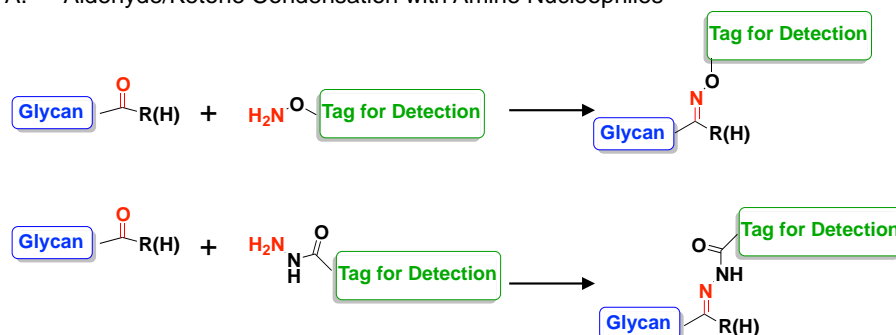 A. Aldehyde/Ketone Condensation with Amine Nucleophiles
Glycan O R(H) + H₂N O Tag for Detection
Tag for Detection O N Glycan R(H)
Glycan O R(H) + H₂N N H O Tag for Detection
Tag for Detection O NH N Glycan R(H)